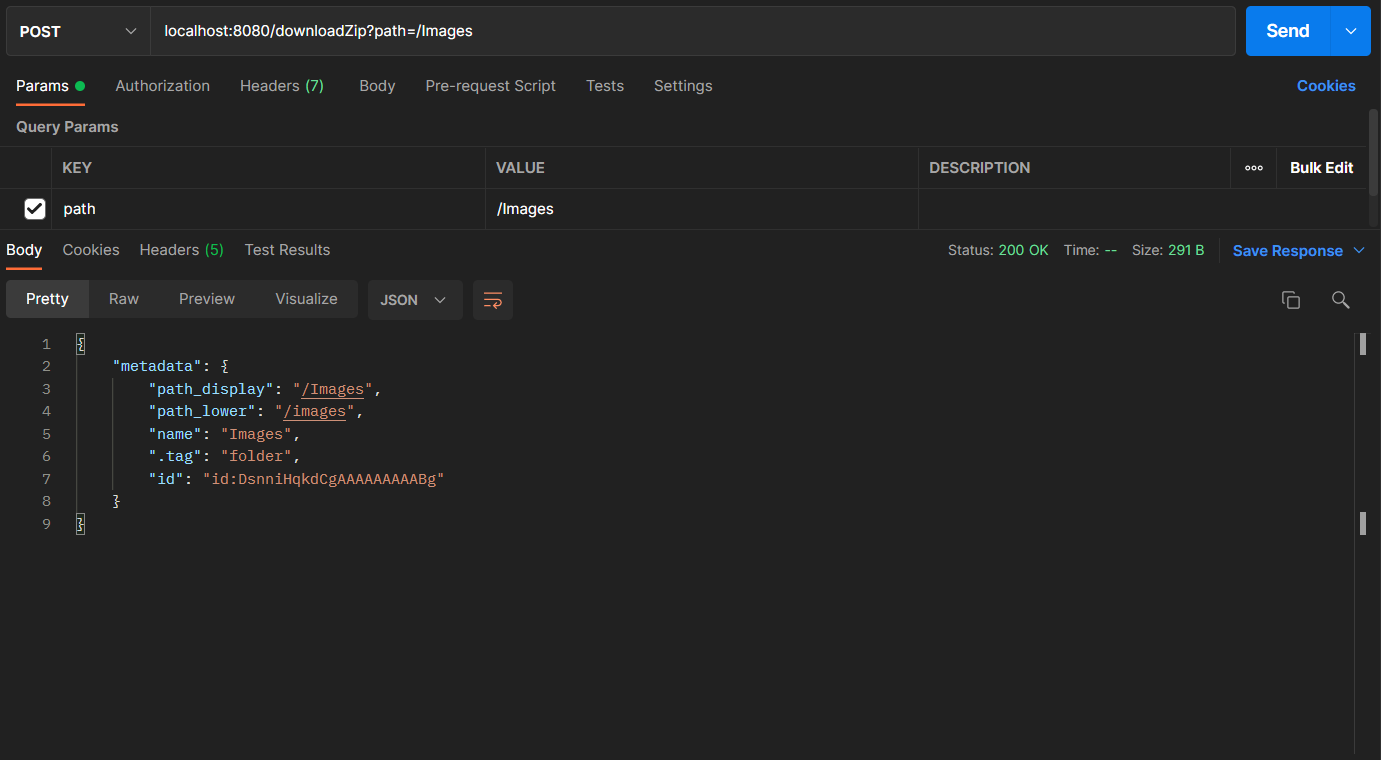 POST localhost:8080/downloadZip?path=/Images Send
Params Authorization Headers (7) Body Pre-request Script Tests Settings Cookies
Query Params
KEY VALUE DESCRIPTION ooo Bulk Edit
path /Images
Body Cookies Headers (5) Test Results Status: 200 OK Time: -- Size: 291 B Save Response
Pretty Raw Preview Visualize JSON
1 {
2 "metadata": {
3 "path_display": "/Images",
4 "path_lower": "/images",
5 "name": "Images",
6 ".tag": "folder",
7 "id": "id:DsnniHqkdCgAAAAAAAAABg"
8 }
9 }